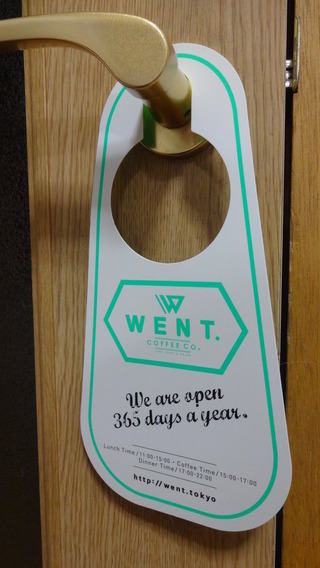 W
WENT.
COFFEE CO.
We are open
365 days a year.
Lunch Time / 11:00-15:00 • Coffee Time / 15:00-17:00
Dinner Time / 17:00-22:00
http://went.tokyo